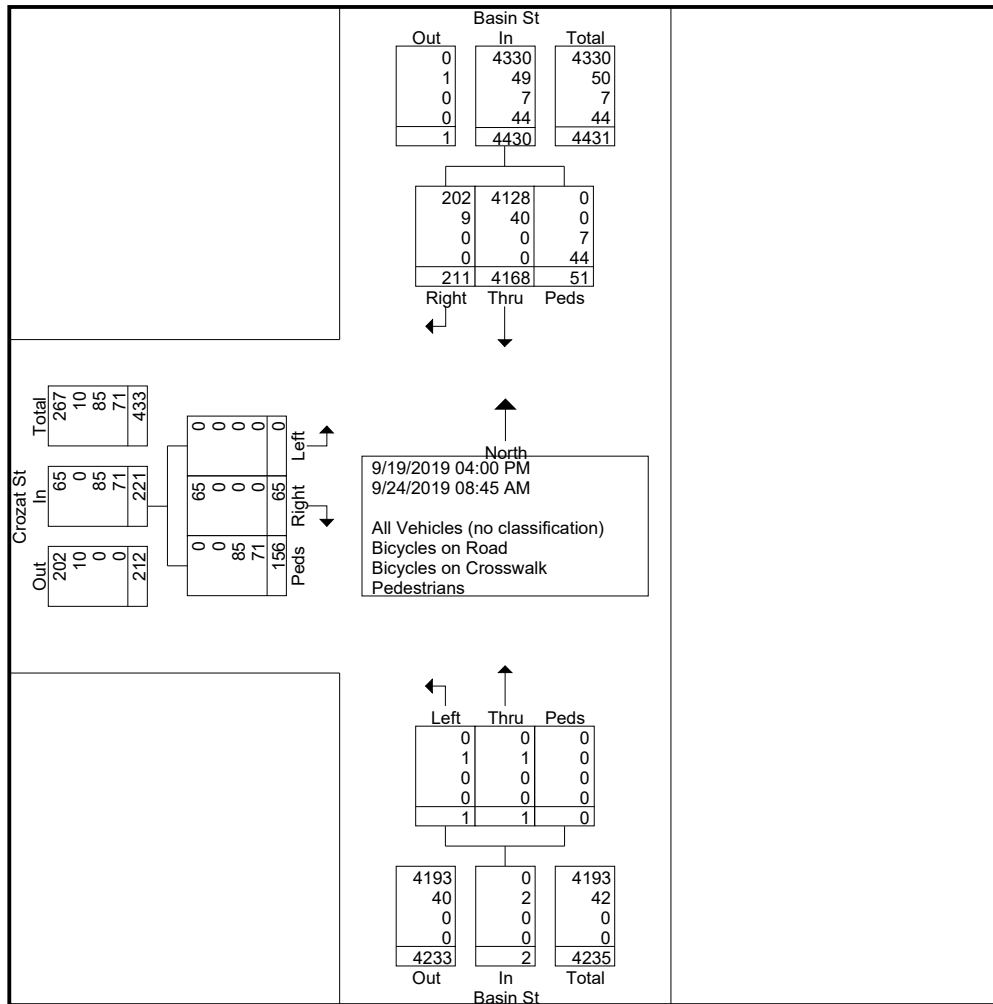 Basin St
Out In Total
0 4330 4330
1 49 50
0 7 7
0 44 44
1 4430 4431
202 4128 0
9 40 0
0 0 7
0 0 44
211 4168 51
Right Thru Peds
Crozat St
Total
267
10
85
71
433
In
65
0
85
71
221
Out
202
10
0
0
212
0
0
0
0
0
Left
65
0
0
0
65
Right
0
0
85
71
156
Peds
North
9/19/2019 04:00 PM
9/24/2019 08:45 AM
All Vehicles (no classification)
Bicycles on Road
Bicycles on Crosswalk
Pedestrians
Left Thru Peds
0 0 0
1 1 0
0 0 0
0 0 0
1 1 0
4193 0 4193
40 2 42
0 0 0
0 0 0
4233 2 4235
Out In Total
Basin St